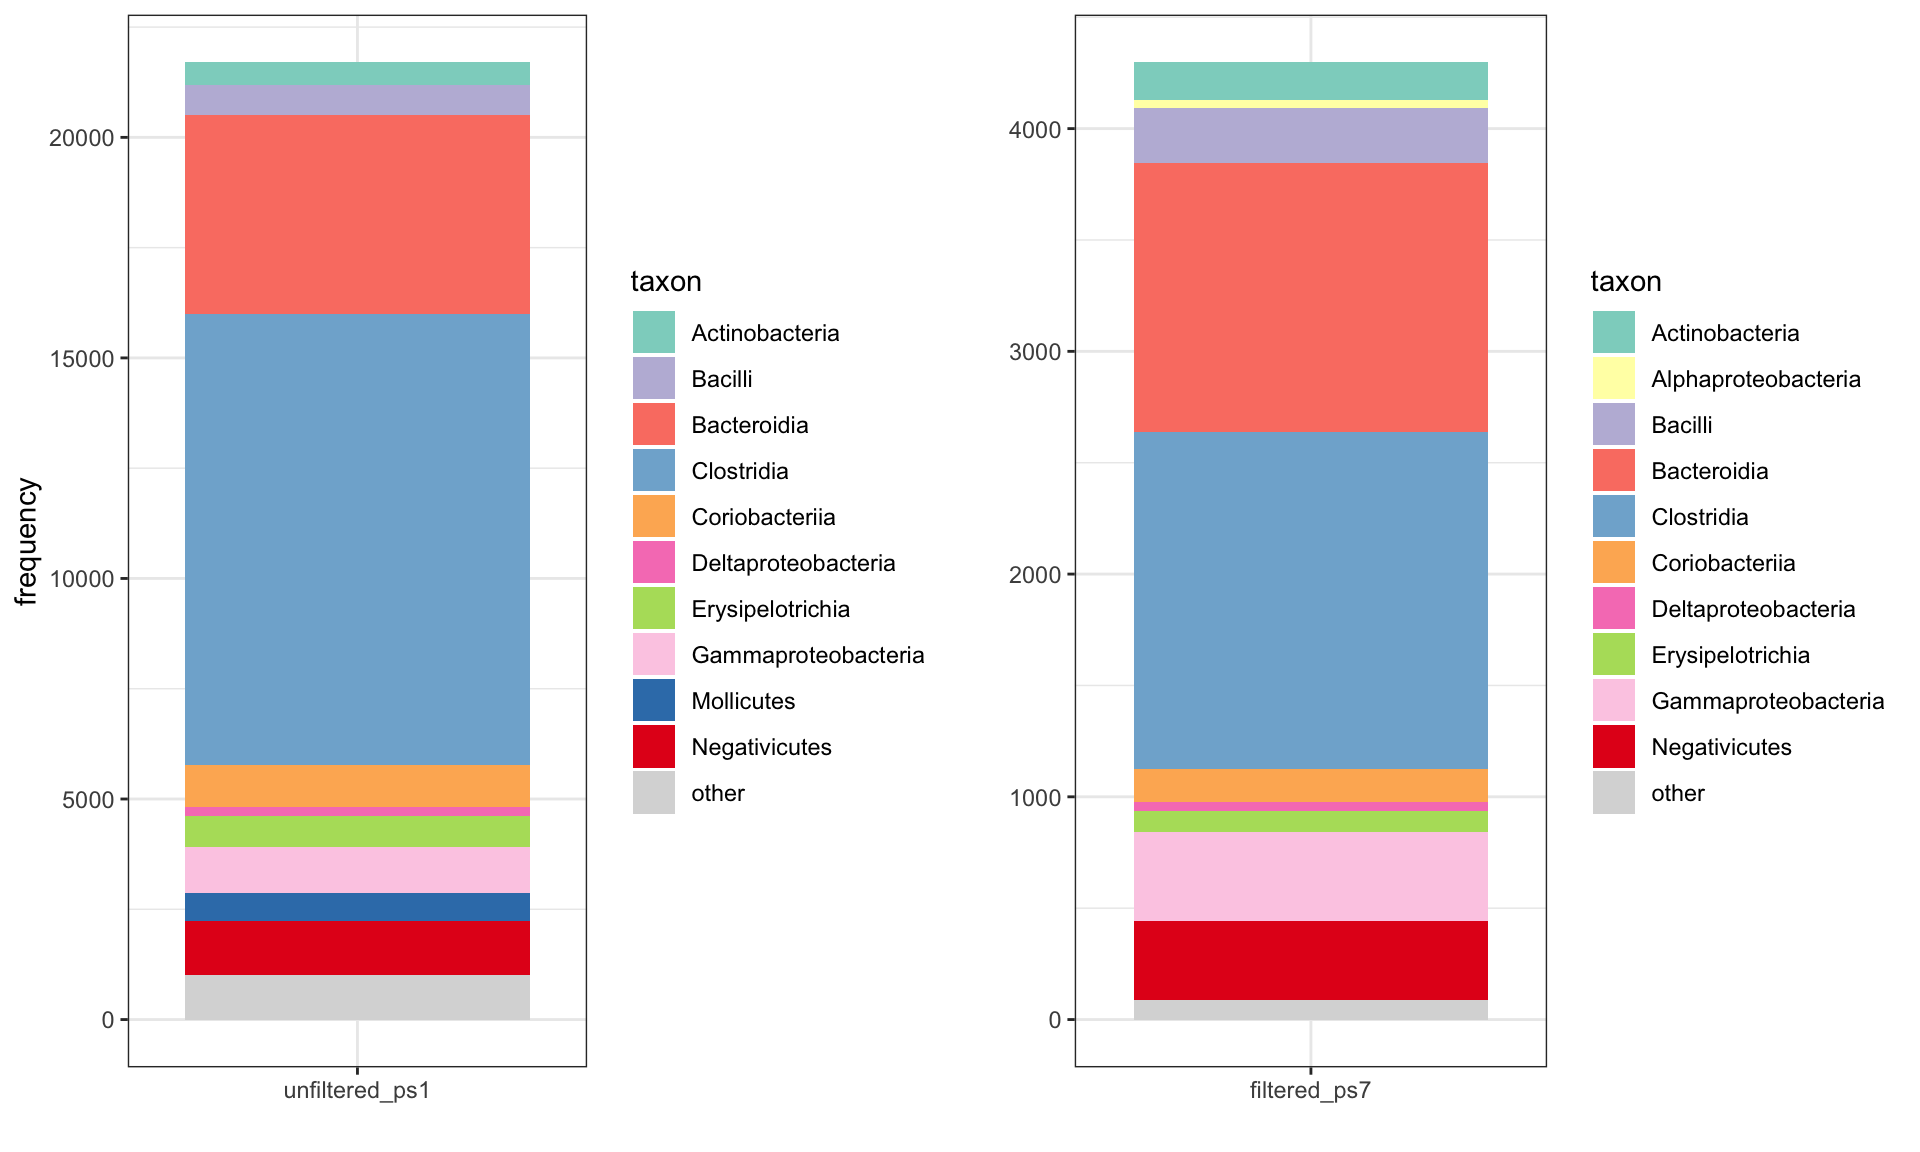 frequency
20000
15000
10000
5000
0
unfiltered_ps1
taxon
Actinobacteria
Bacilli
Bacteroidia
Clostridia
Coriobacteriia
Deltaproteobacteria
Erysipelotrichia
Gammaproteobacteria
Mollicutes
Negativicutes
other
4000
3000
2000
1000
0
filtered_ps7
taxon
Actinobacteria
Alphaproteobacteria
Bacilli
Bacteroidia
Clostridia
Coriobacteriia
Deltaproteobacteria
Erysipelotrichia
Gammaproteobacteria
Negativicutes
other